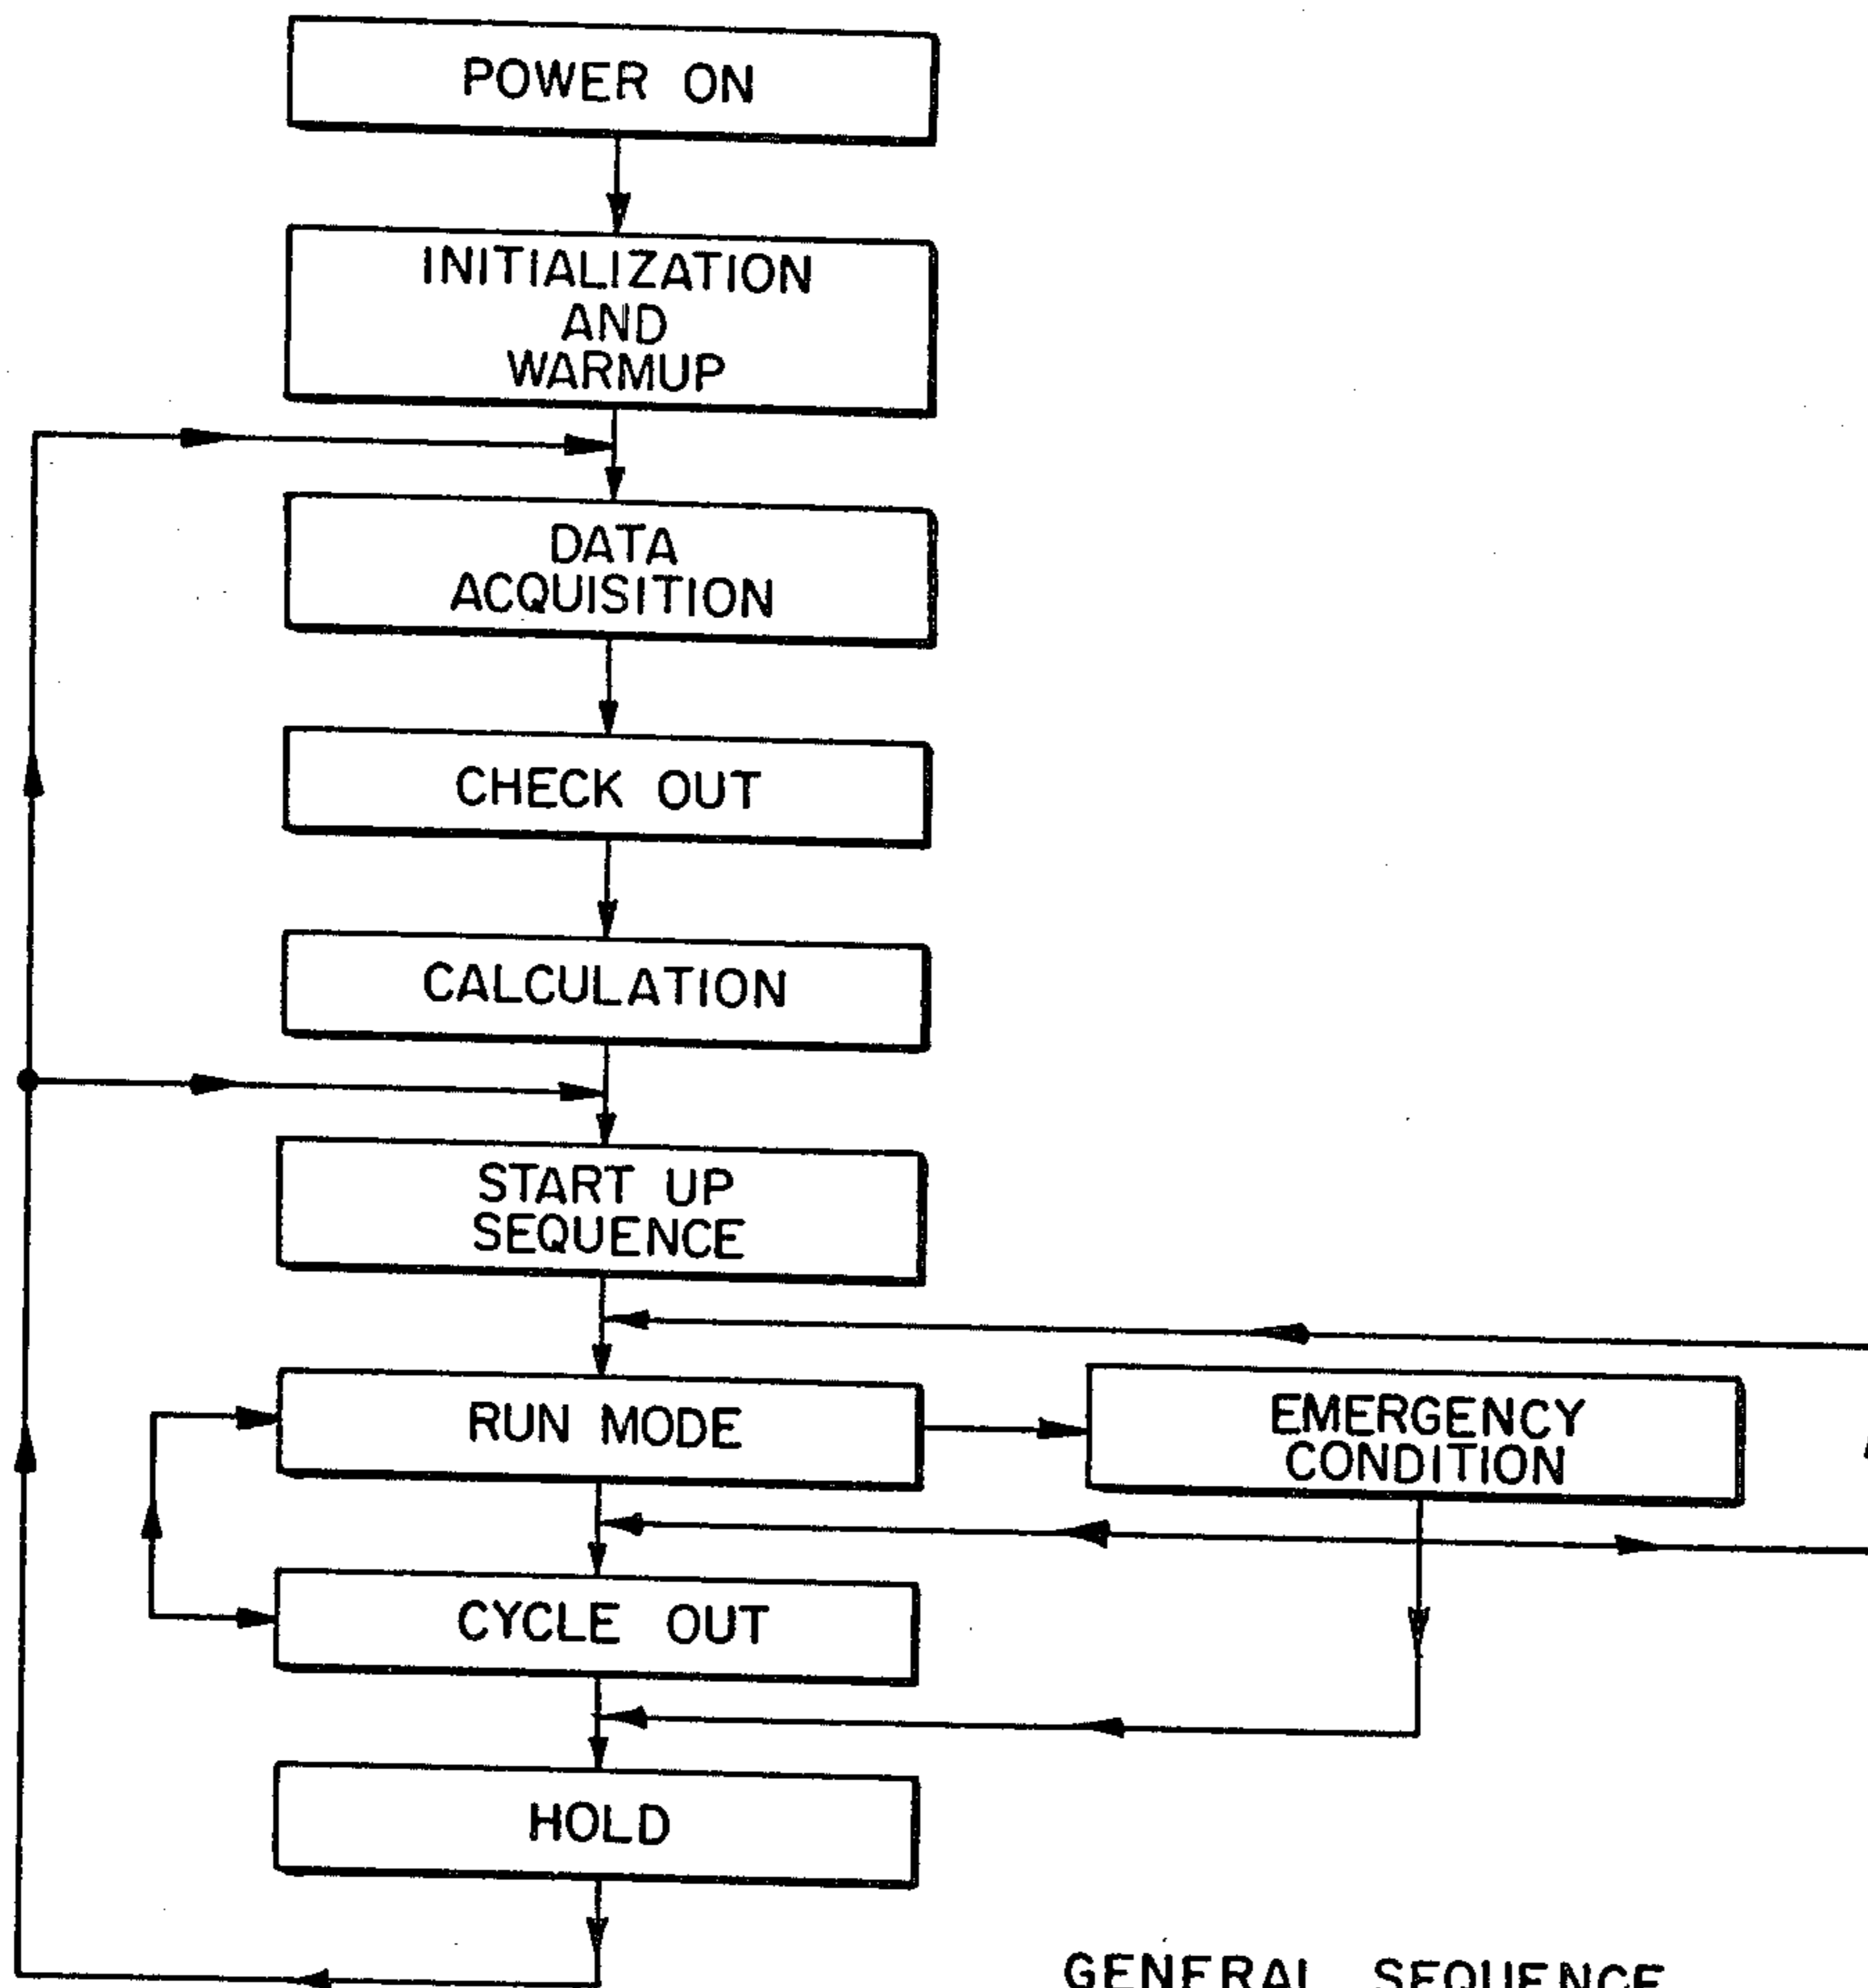 POWER ON
INITIALIZATION
AND
WARMUP
DATA
ACQUISITION
CHECK OUT
CALCULATION
START UP
SEQUENCE
RUN MODE
EMERGENCY
CONDITION
CYCLE OUT
HOLD
GENERAL SEQUENCE